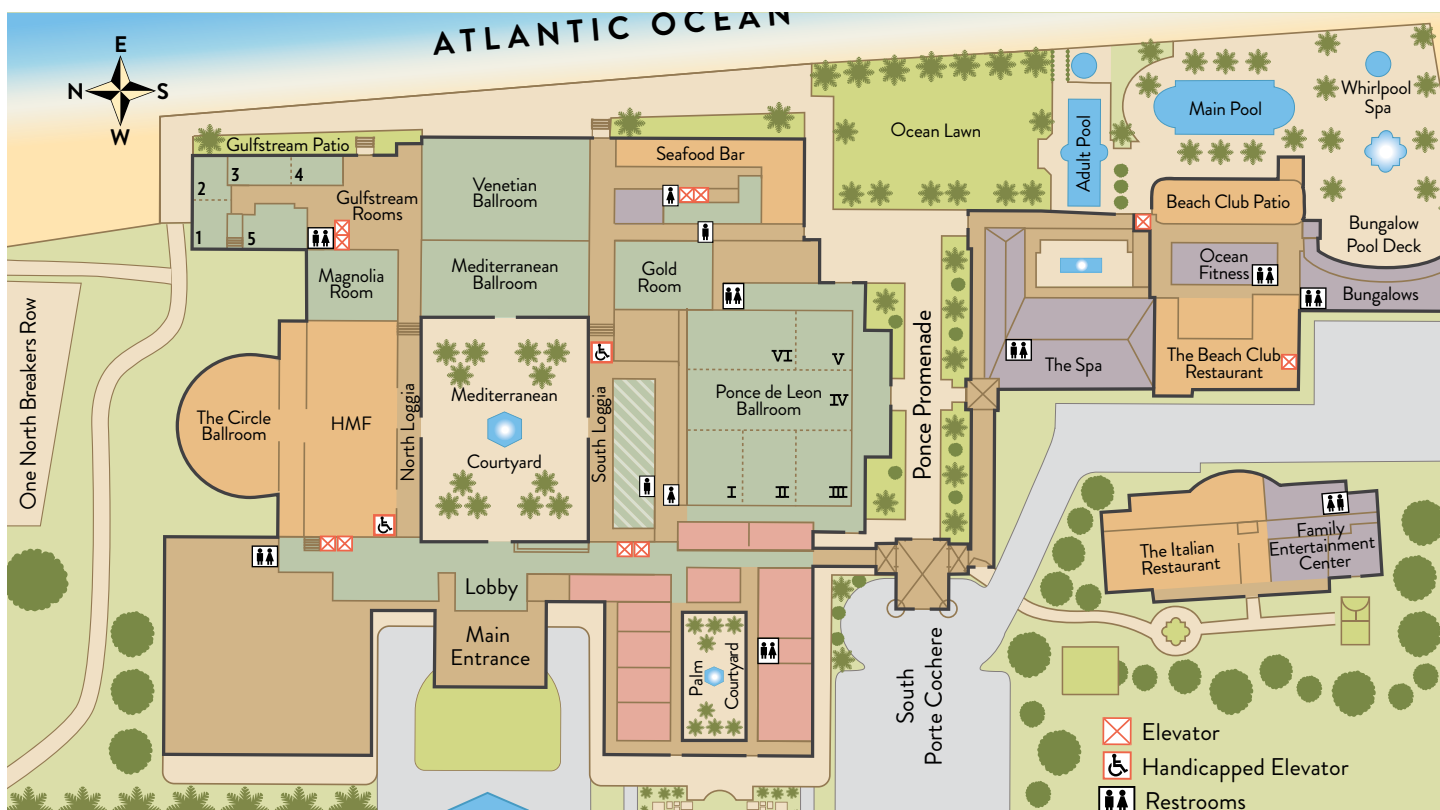 ATLANTIC OCEAN
E
N
S
W
Gulfstream Patio
2
3
4
1
5
Gulfstream
Rooms
Magnolia
Room
Venetian
Ballroom
Mediterranean
Ballroom
Seafood Bar
Gold
Room
Ocean Lawn
Adult Pool
Main Pool
Whirlpool
Spa
Beach Club Patio
Bungalow
Pool Deck
Ocean
Fitness
Bungalows
The Spa
The Beach Club
Restaurant
One North Breakers Row
The Circle
Ballroom
HMF
North Loggia
Mediterranean
Courtyard
South Loggia
Ponce de Leon
Ballroom
VI
V
IV
I
II
III
Ponce Promenade
The Italian
Restaurant
Family
Entertainment
Center
Lobby
Main
Entrance
Palm
Courtyard
South
Porte Cochere
Elevator
Handicapped Elevator
Restrooms